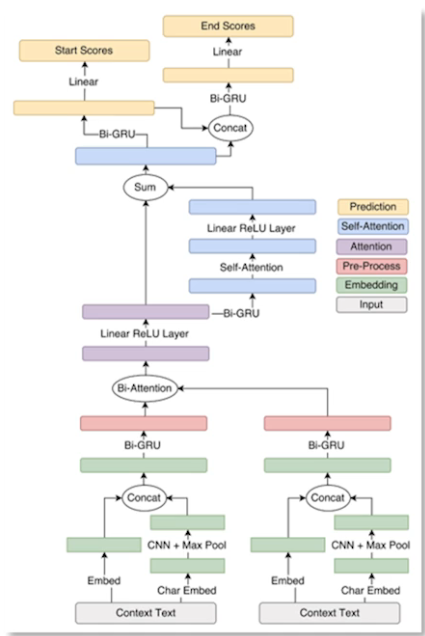 End Scores
Start Scores
Linear
Linear
Bi-GRU
Concat
Bi-GRU
Sum
Prediction
Self-Attention
Attention
Pre-Process
Embedding
Input
Linear ReLU Layer
Self-Attention
Bi-GRU
Linear ReLU Layer
Bi-Attention
Bi-GRU
Bi-GRU
Concat
Concat
CNN + Max Pool
CNN + Max Pool
Embed
Char Embed
Embed
Char Embed
Context Text
Context Text